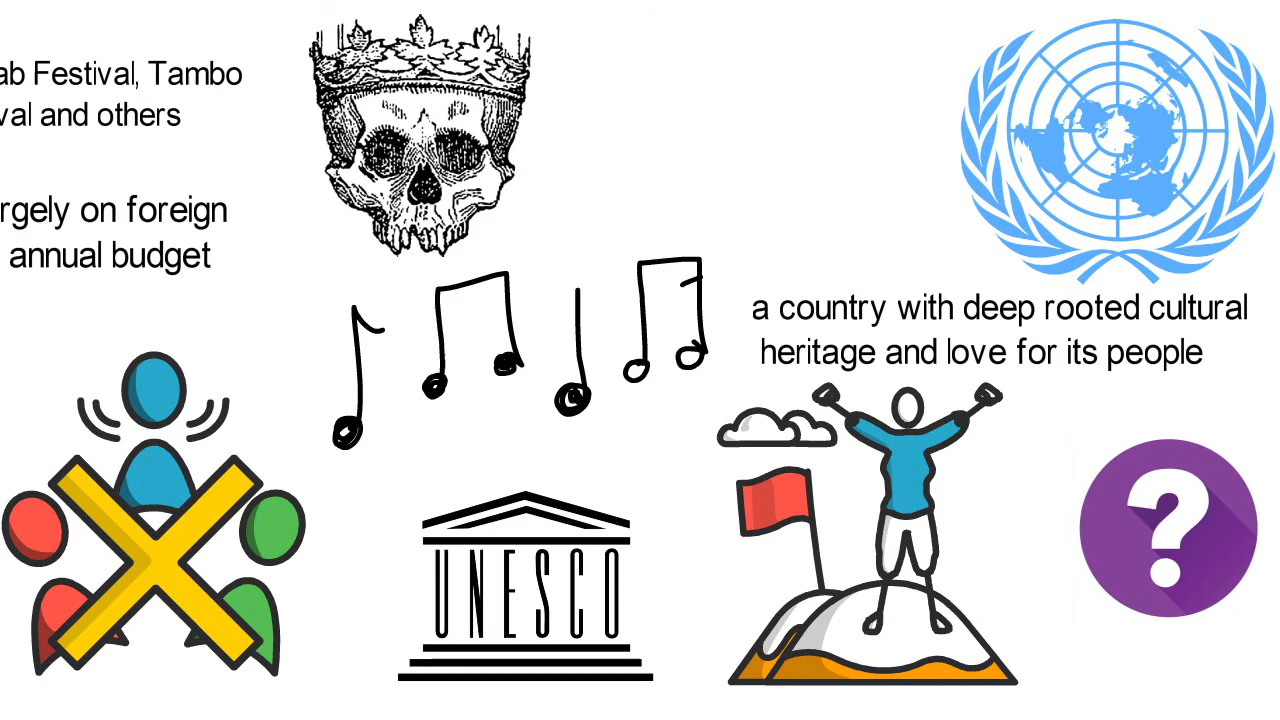 ab Festival, Tambo
val and others
rgely on foreign
annual budget
a country with deep rooted cultural
heritage and love for its people
UNESCO
?